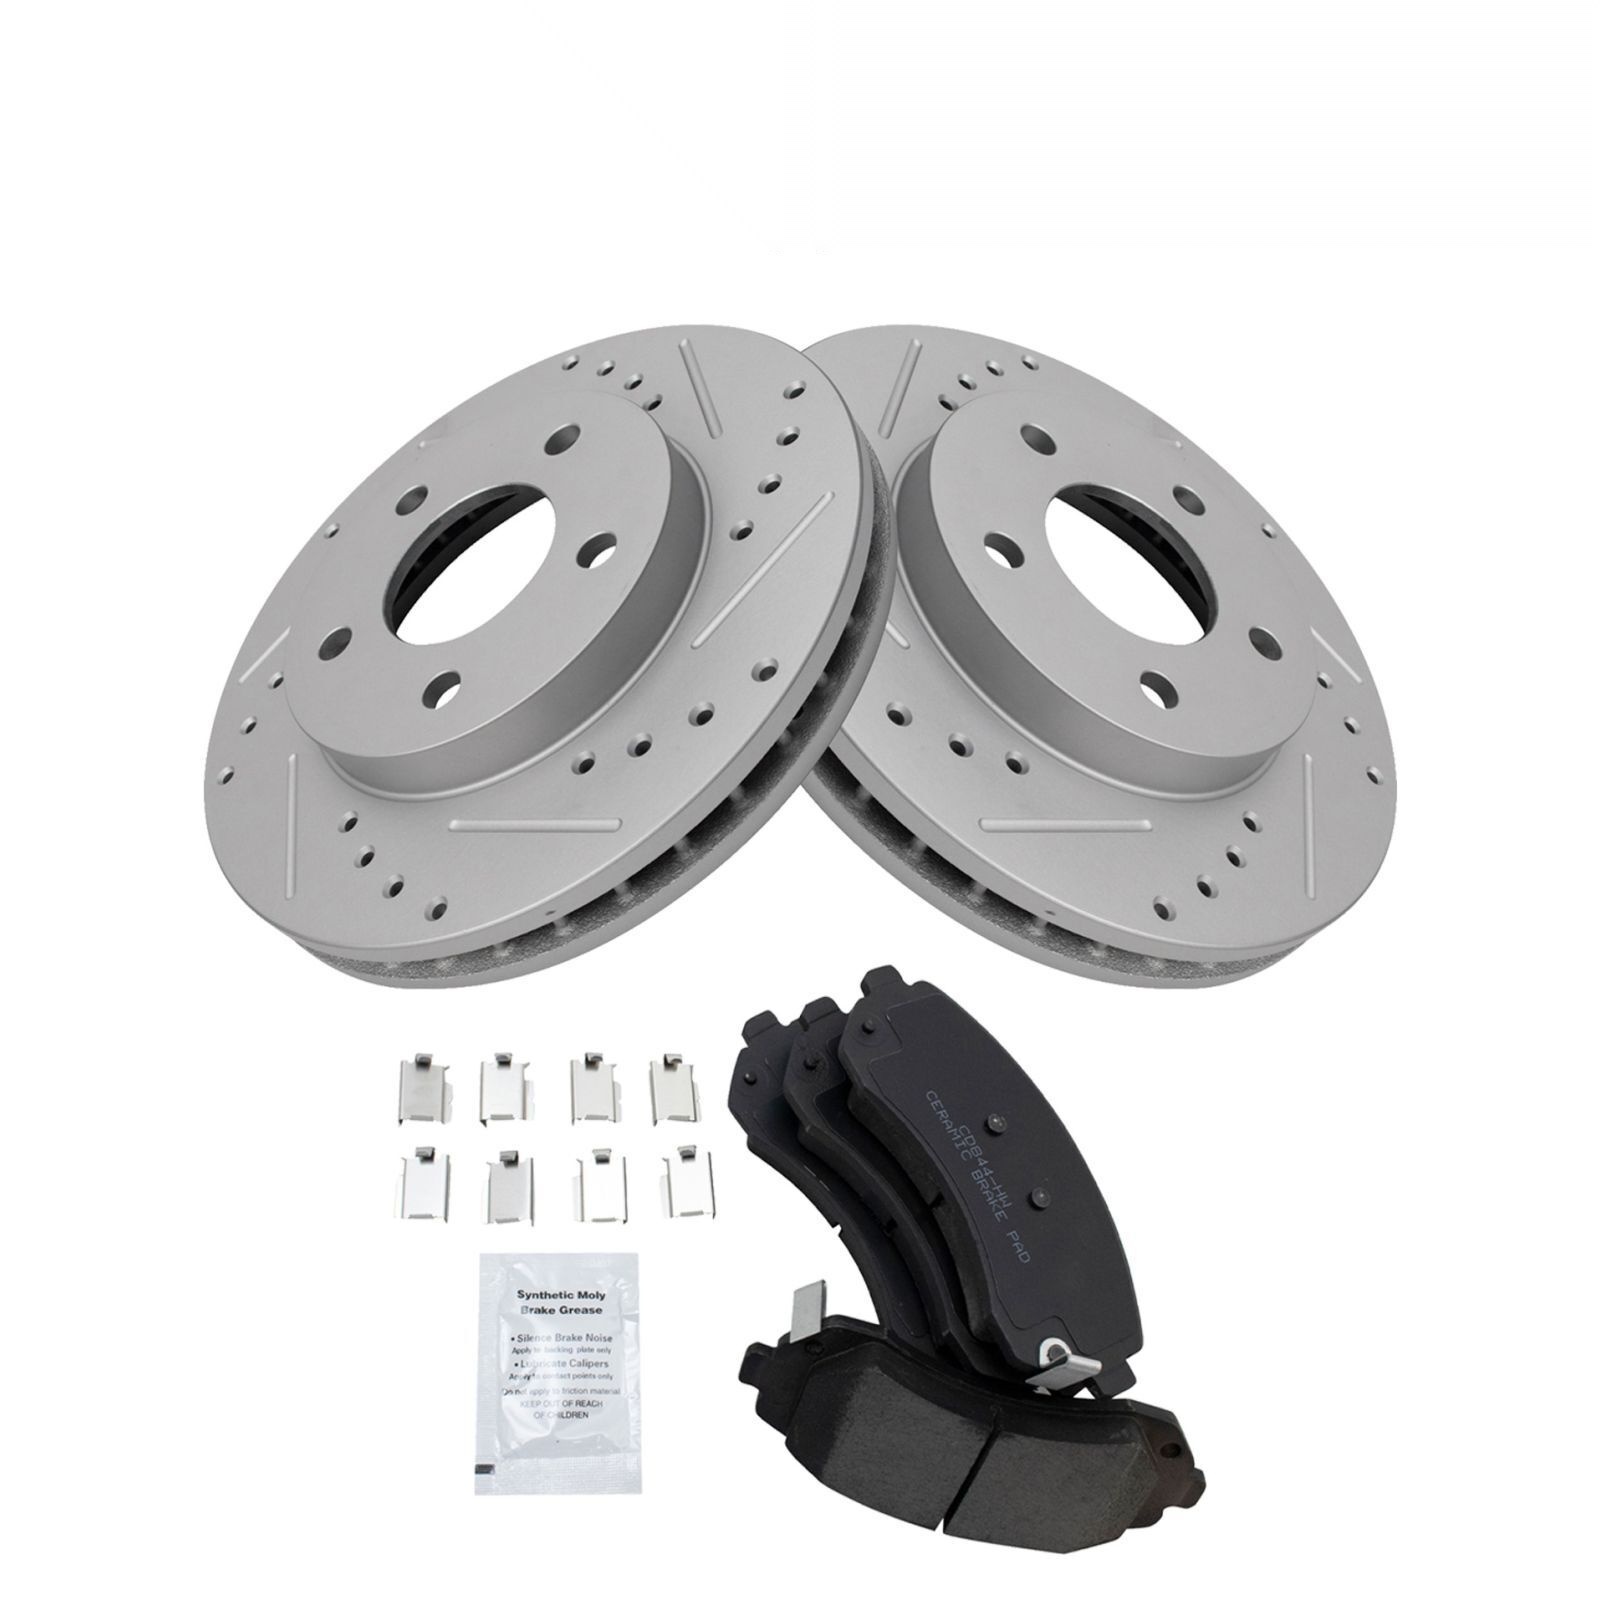 CD844-HW
CERAMIC BRAKE PAD
Synthetic Moly
Brake Grease
• Silence Brake Noise
Apply to backing plate only
• Lubricate Calipers
Apply to contact points only
Do not apply to friction material
KEEP OUT OF REACH
OF CHILDREN